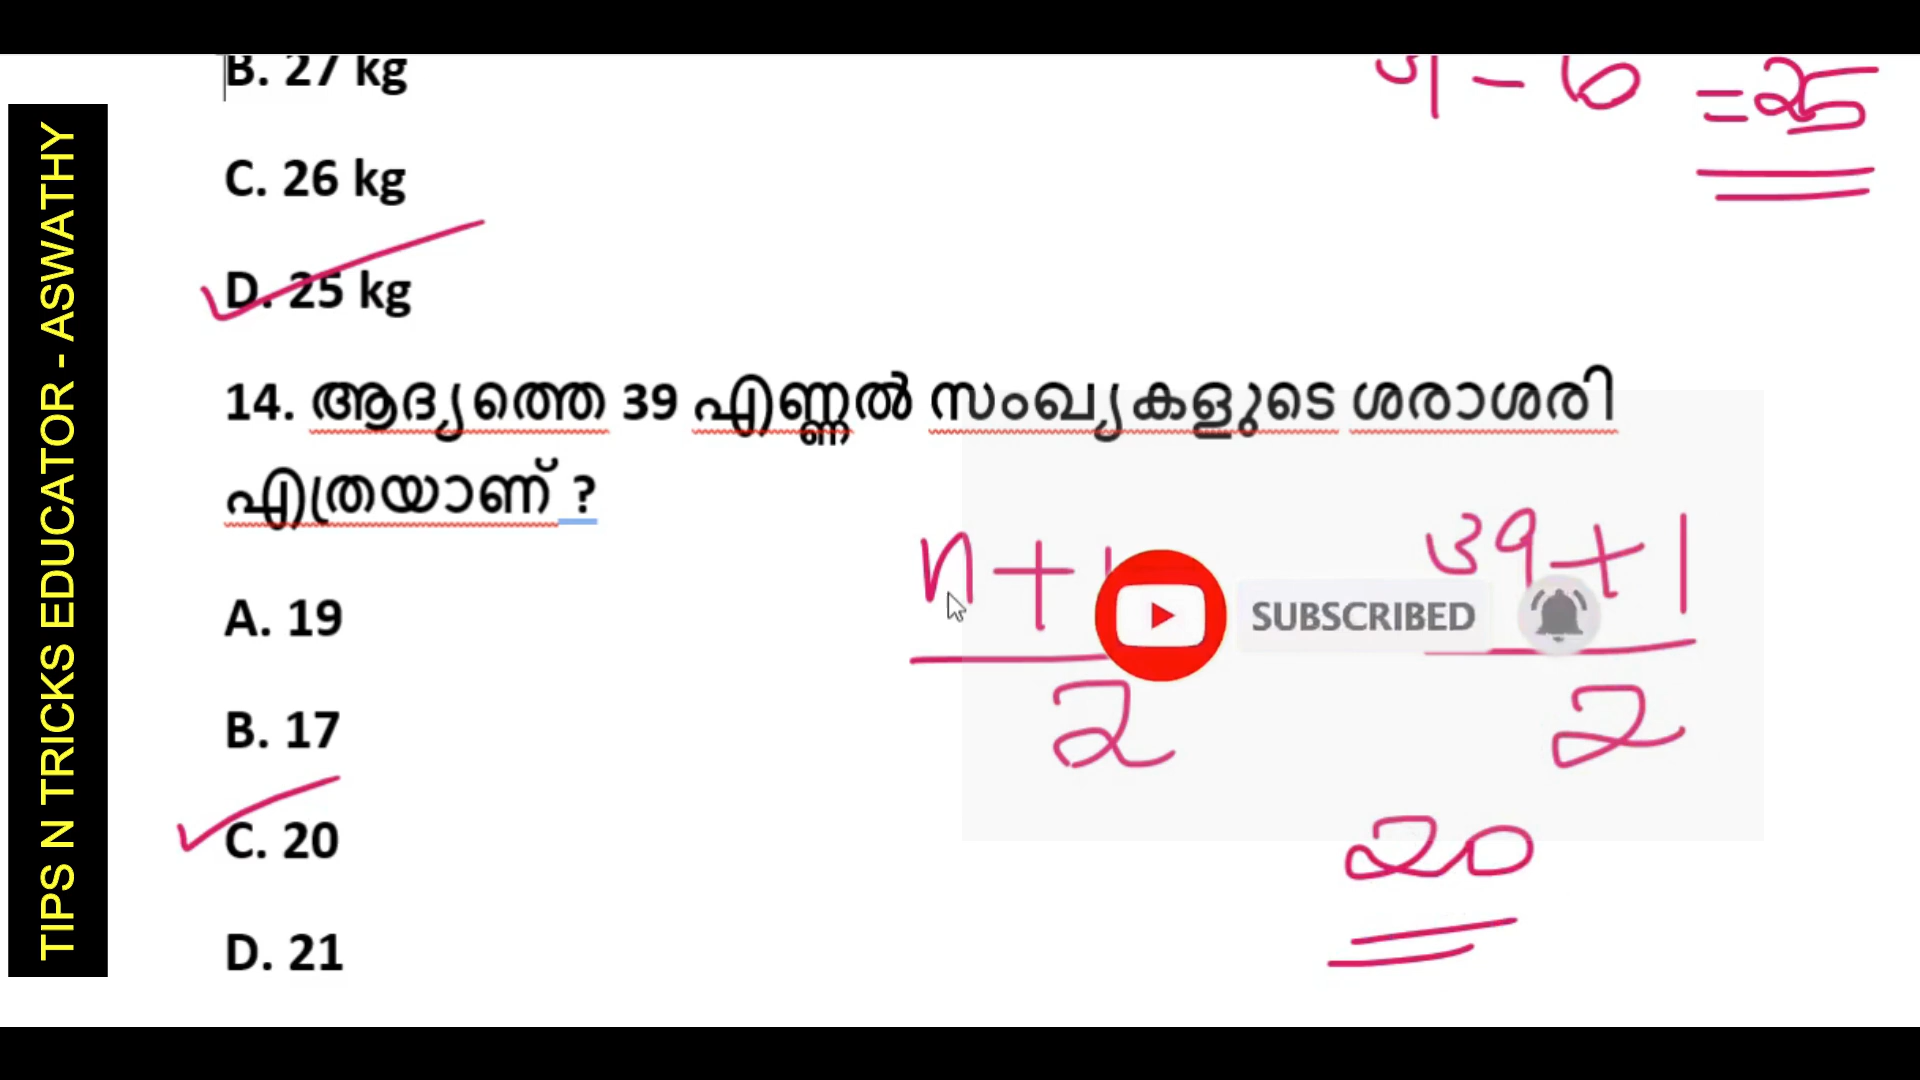 B. 27 kg
- 6 = 25
C. 26 kg
D. 25 kg
14. ആദ്യത്തെ 39 എണ്ണൽ സംഖ്യകളുടെ ശരാശരി
എത്രയാണ് ?
n + 39 + 1
SUBSCRIBED
A. 19
2 2
B. 17
C. 20
20
D. 21
TIPS N TRICKS EDUCATOR - ASWATHY